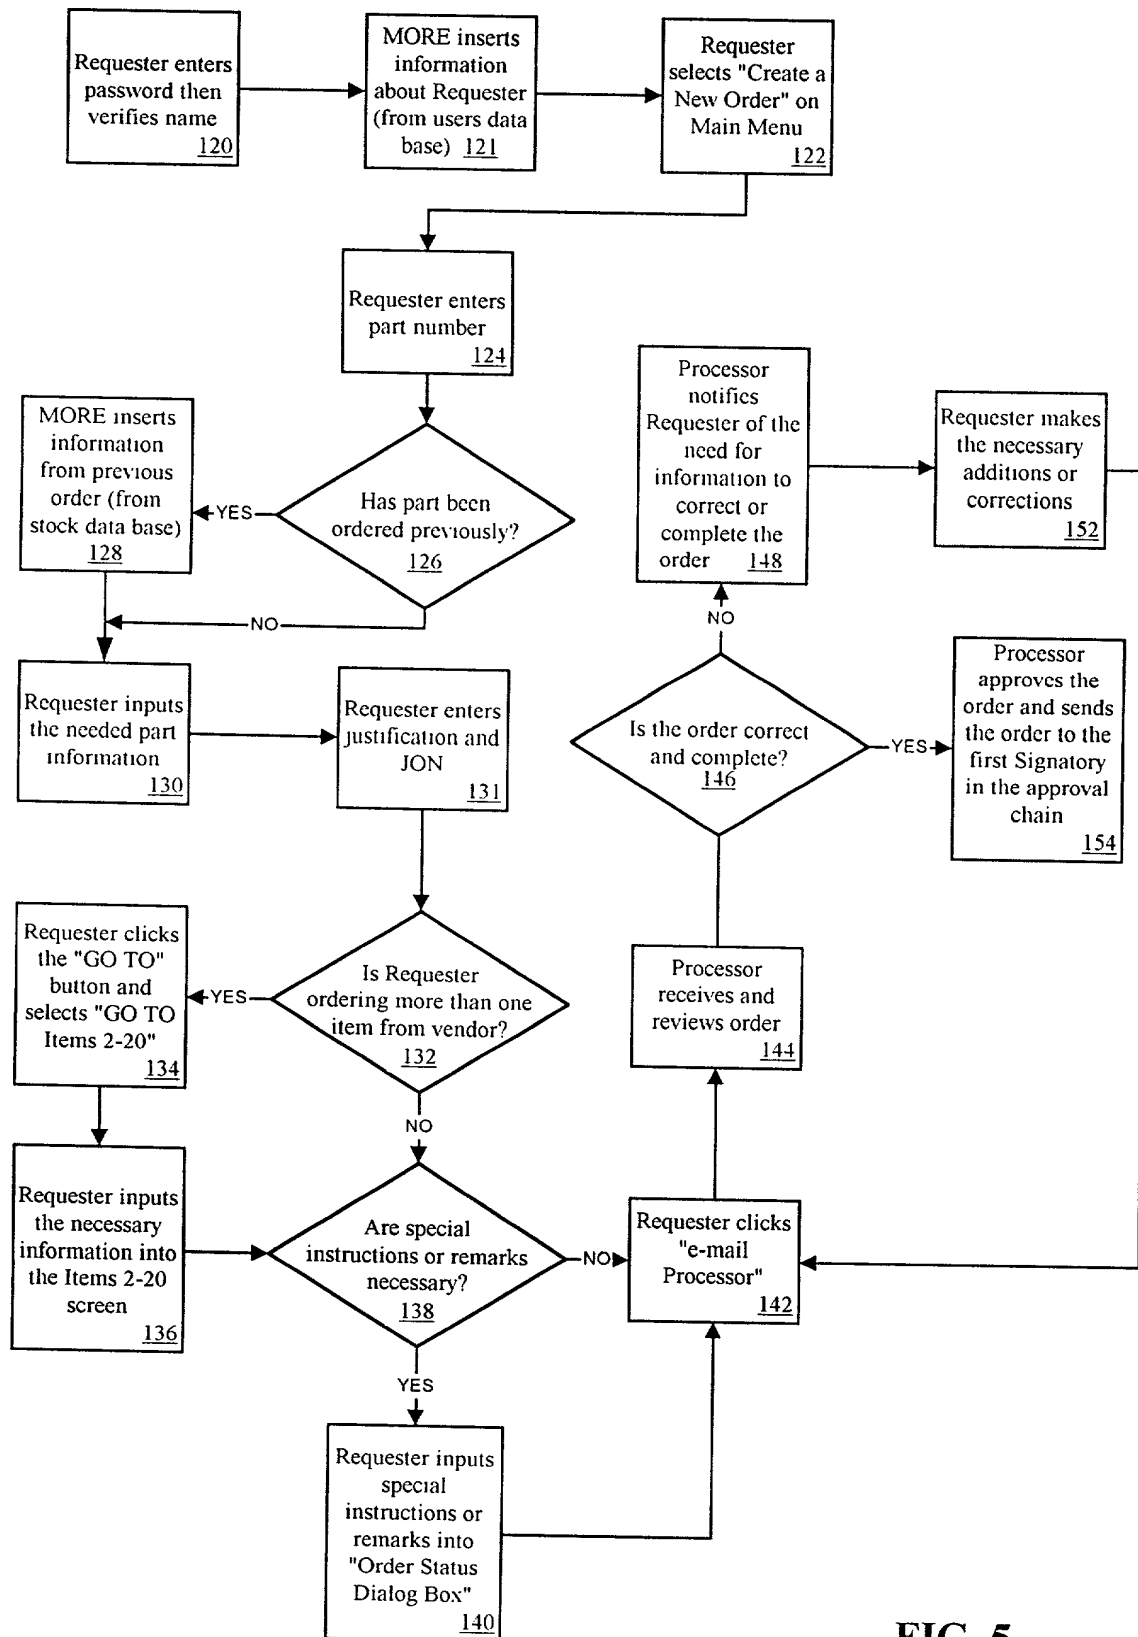 Requester enters
password then
verifies name
120
MORE inserts
information
about Requester
(from users data
base) 121
Requester
selects "Create a
New Order" on
Main Menu
122
Requester enters
part number
124
Has part been
ordered previously?
126
YES
NO
MORE inserts
information
from previous
order (from
stock data base)
128
Requester inputs
the needed part
information
130
Requester enters
justification and
JON
131
Is Requester
ordering more than one
item from vendor?
132
YES
NO
Requester clicks
the "GO TO"
button and
selects "GO TO
Items 2-20"
134
Requester inputs
the necessary
information into
the Items 2-20
screen
136
Are special
instructions or remarks
necessary?
138
NO
YES
Requester inputs
special
instructions or
remarks into
"Order Status
Dialog Box"
140
Requester clicks
"e-mail
Processor"
142
Processor
receives and
reviews order
144
Is the order correct
and complete?
146
NO
YES
Processor
notifies
Requester of the
need for
information to
correct or
complete the
order 148
Requester makes
the necessary
additions or
corrections
152
Processor
approves the
order and sends
the order to the
first Signatory
in the approval
chain
154
FIG. 5